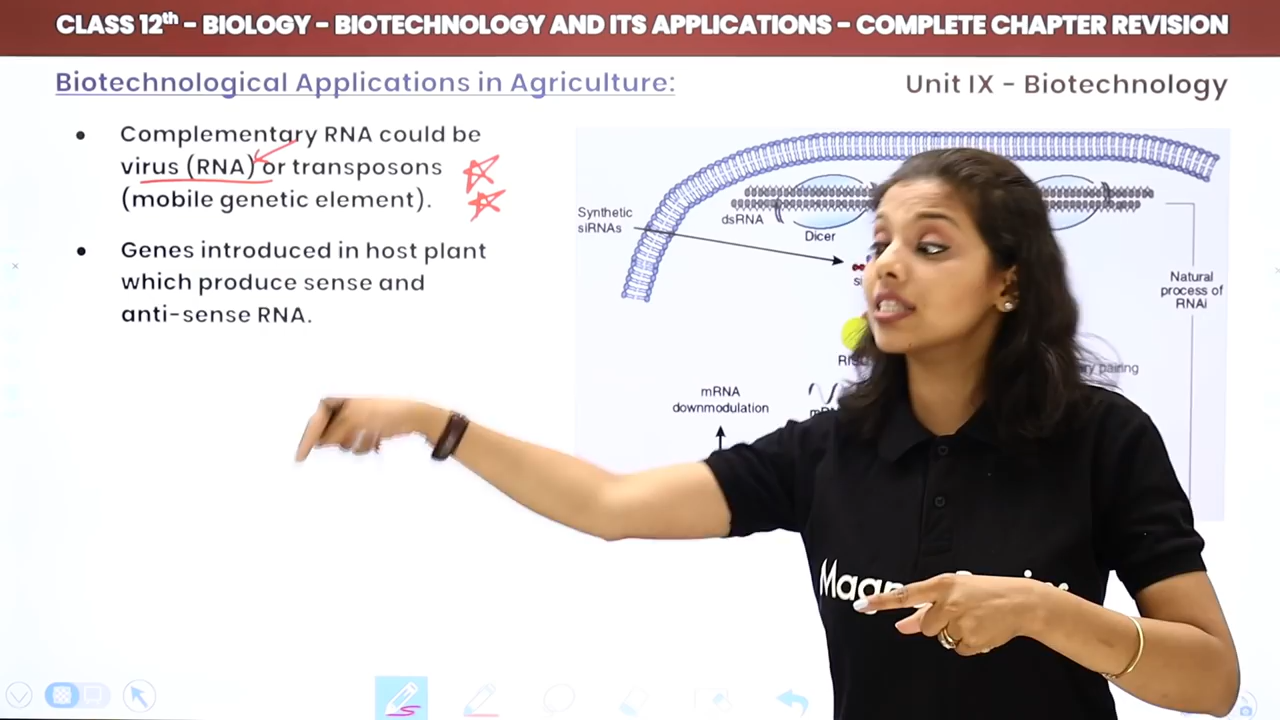 CLASS 12th – BIOLOGY – BIOTECHNOLOGY AND ITS APPLICATIONS – COMPLETE CHAPTER REVISION
Biotechnological Applications in Agriculture:
Unit IX – Biotechnology
• Complementary RNA could be
virus (RNA) or transposons
(mobile genetic element).
• Genes introduced in host plant
which produce sense and
anti-sense RNA.
Synthetic
siRNAs
dsRNA
Dicer
Natural
process of
RNAi
pairing
mRNA
downmodulation